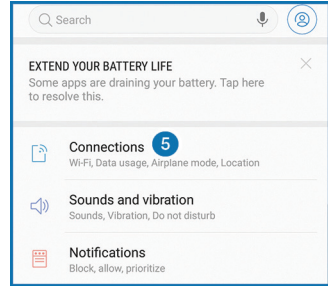 Search
EXTEND YOUR BATTERY LIFE
Some apps are draining your battery. Tap here
to resolve this.
Connections 5
Wi-Fi, Data usage, Airplane mode, Location
Sounds and vibration
Sounds, Vibration, Do not disturb
Notifications
Block, allow, prioritize